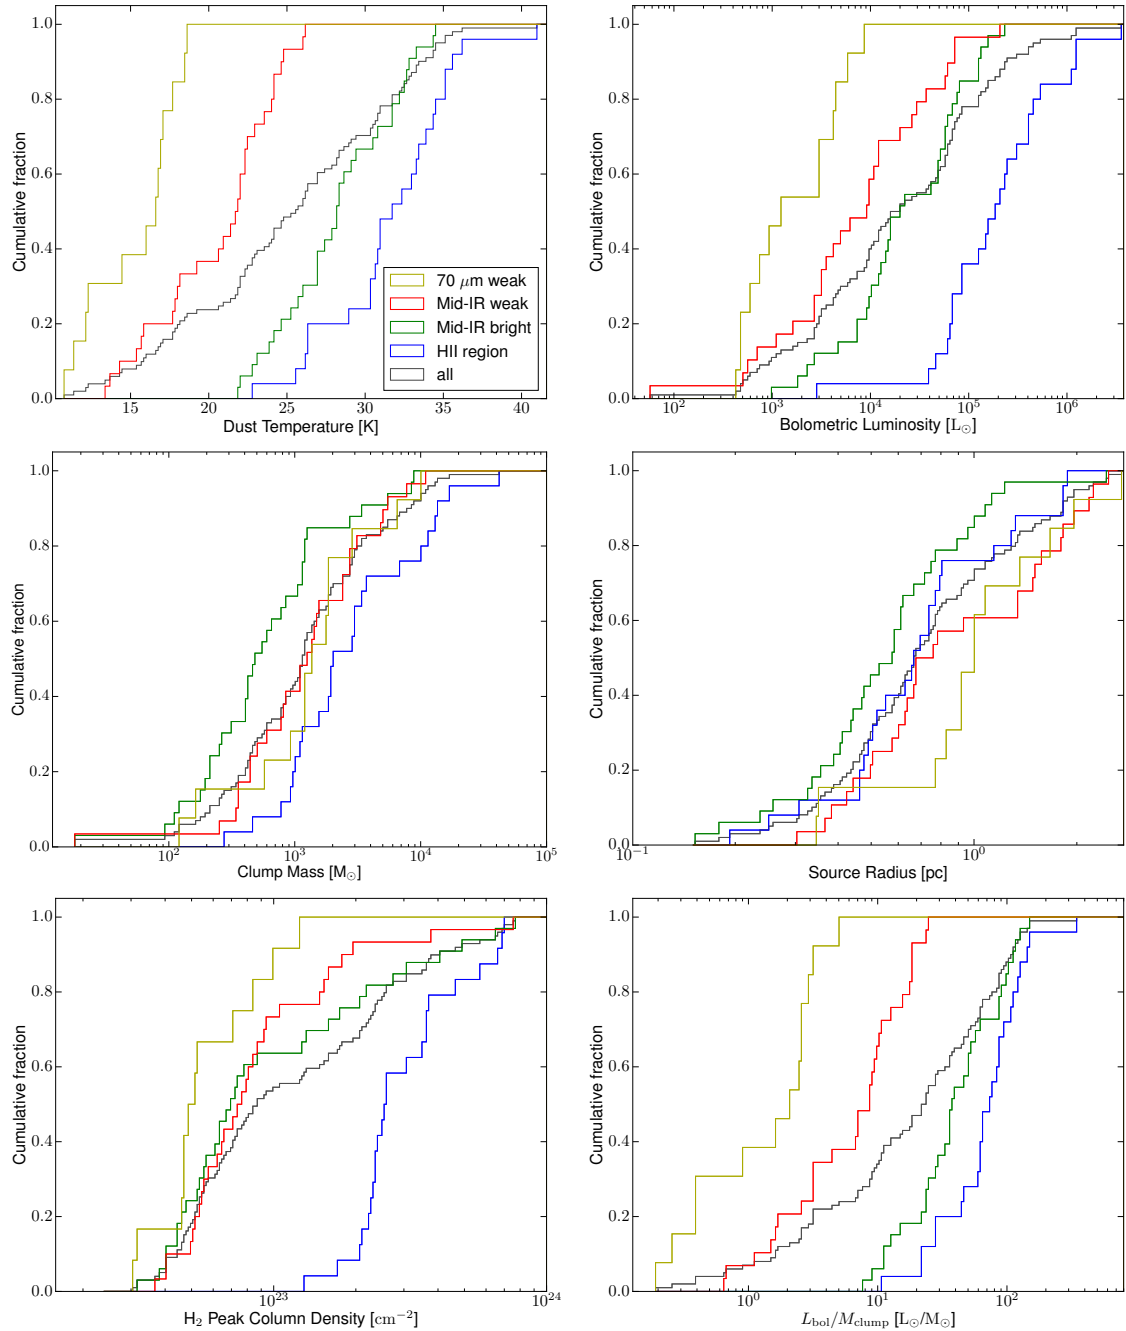 1.0
0.8
0.6
0.4
0.2
0.0
Cumulative fraction
15 20 25 30 35 40
Dust Temperature [K]
70 μm weak
Mid-IR weak
Mid-IR bright
HII region
all
1.0
0.8
0.6
0.4
0.2
0.0
Cumulative fraction
10² 10³ 10⁴ 10⁵ 10⁶
Bolometric Luminosity [L⊙]
1.0
0.8
0.6
0.4
0.2
0.0
Cumulative fraction
10² 10³ 10⁴ 10⁵
Clump Mass [M⊙]
1.0
0.8
0.6
0.4
0.2
0.0
Cumulative fraction
10⁻¹ 10⁰
Source Radius [pc]
1.0
0.8
0.6
0.4
0.2
0.0
Cumulative fraction
10²³ 10²⁴
H₂ Peak Column Density [cm⁻²]
1.0
0.8
0.6
0.4
0.2
0.0
Cumulative fraction
10⁰ 10¹ 10²
L_bol/M_clump [L⊙/M⊙]